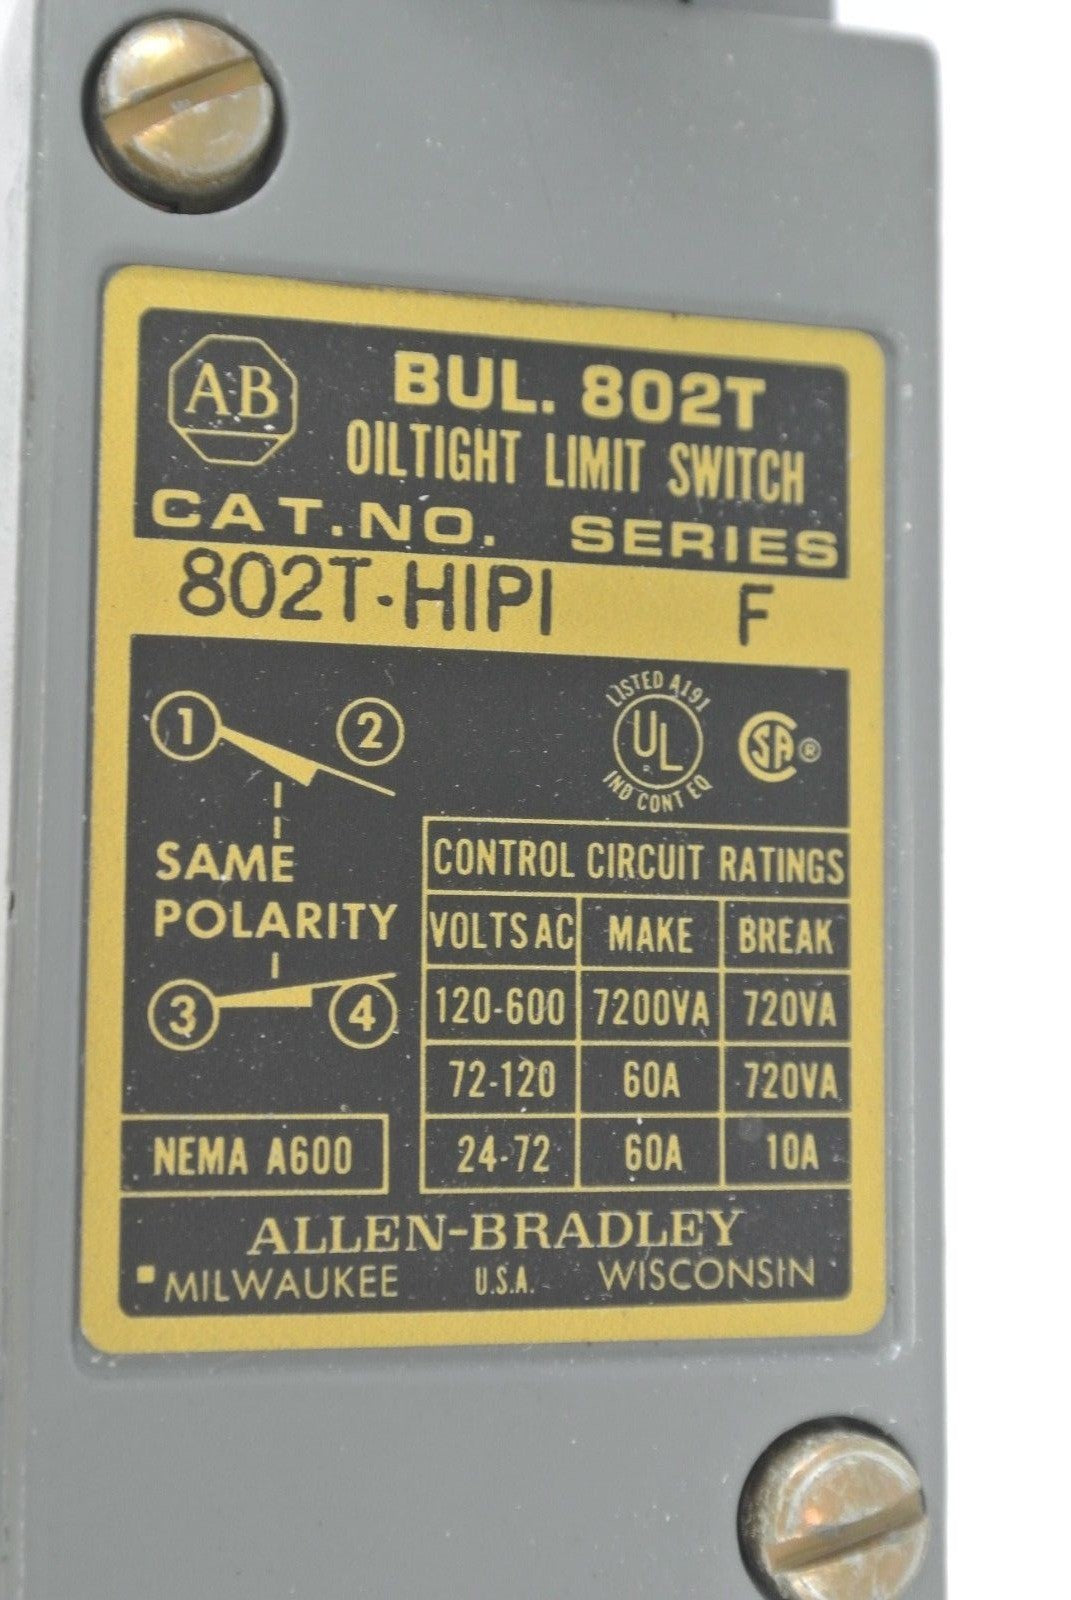 AB BUL. 802T
OILTIGHT LIMIT SWITCH
CAT.NO. SERIES
802T-HIPI F
1 2
LISTED A191
UL
IND CONT EQ
SA ®
SAME
POLARITY
3 4
CONTROL CIRCUIT RATINGS
VOLTS AC MAKE BREAK
120-600 7200VA 720VA
72-120 60A 720VA
24-72 60A 10A
NEMA A600
ALLEN-BRADLEY
MILWAUKEE U.S.A. WISCONSIN